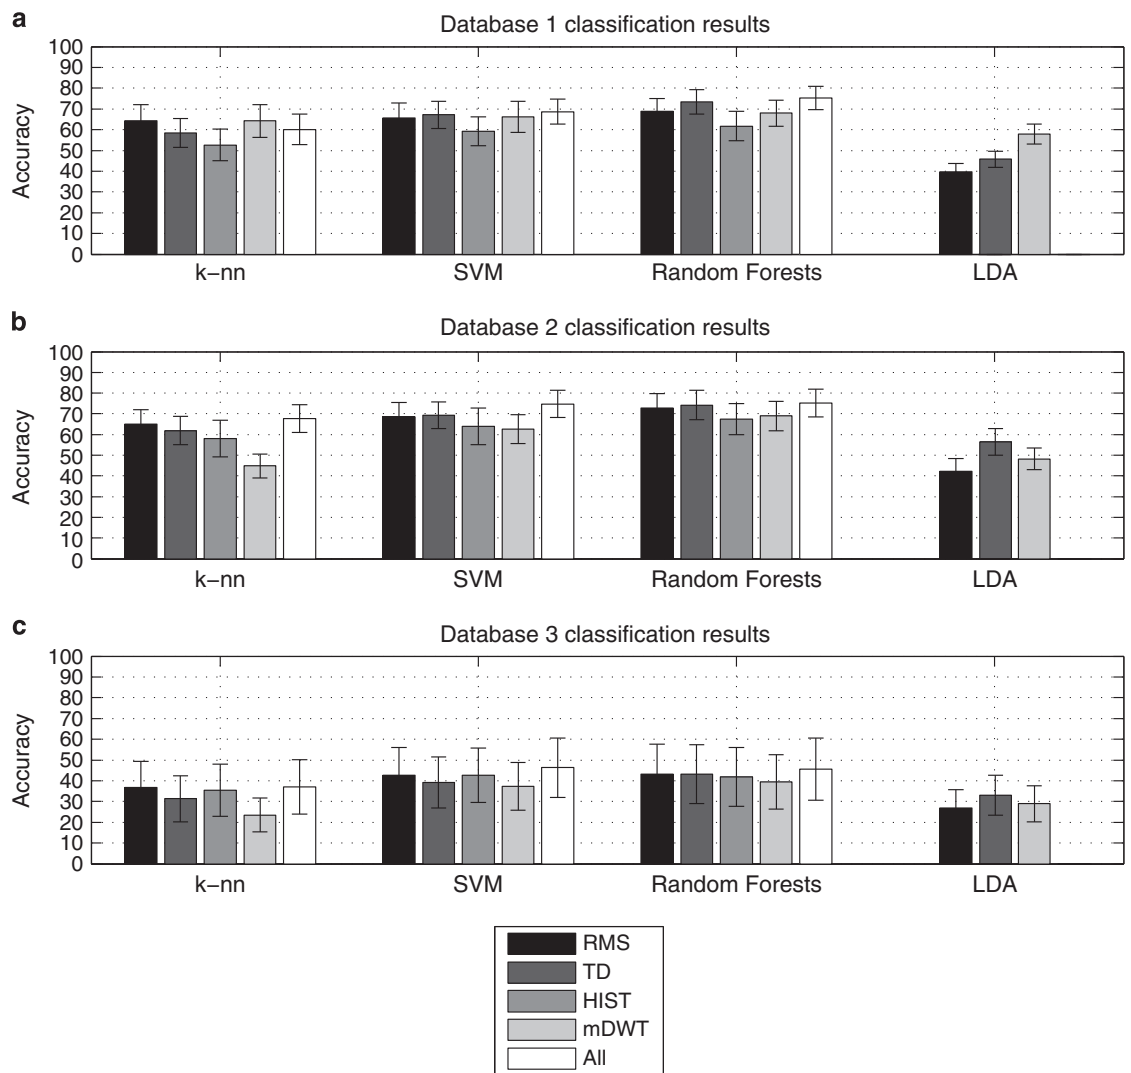 a
Database 1 classification results
100
90
80
70
60
50
40
30
20
10
0
Accuracy
k−nn SVM Random Forests LDA
b
Database 2 classification results
100
90
80
70
60
50
40
30
20
10
0
Accuracy
k−nn SVM Random Forests LDA
c
Database 3 classification results
100
90
80
70
60
50
40
30
20
10
0
Accuracy
k−nn SVM Random Forests LDA
RMS
TD
HIST
mDWT
All